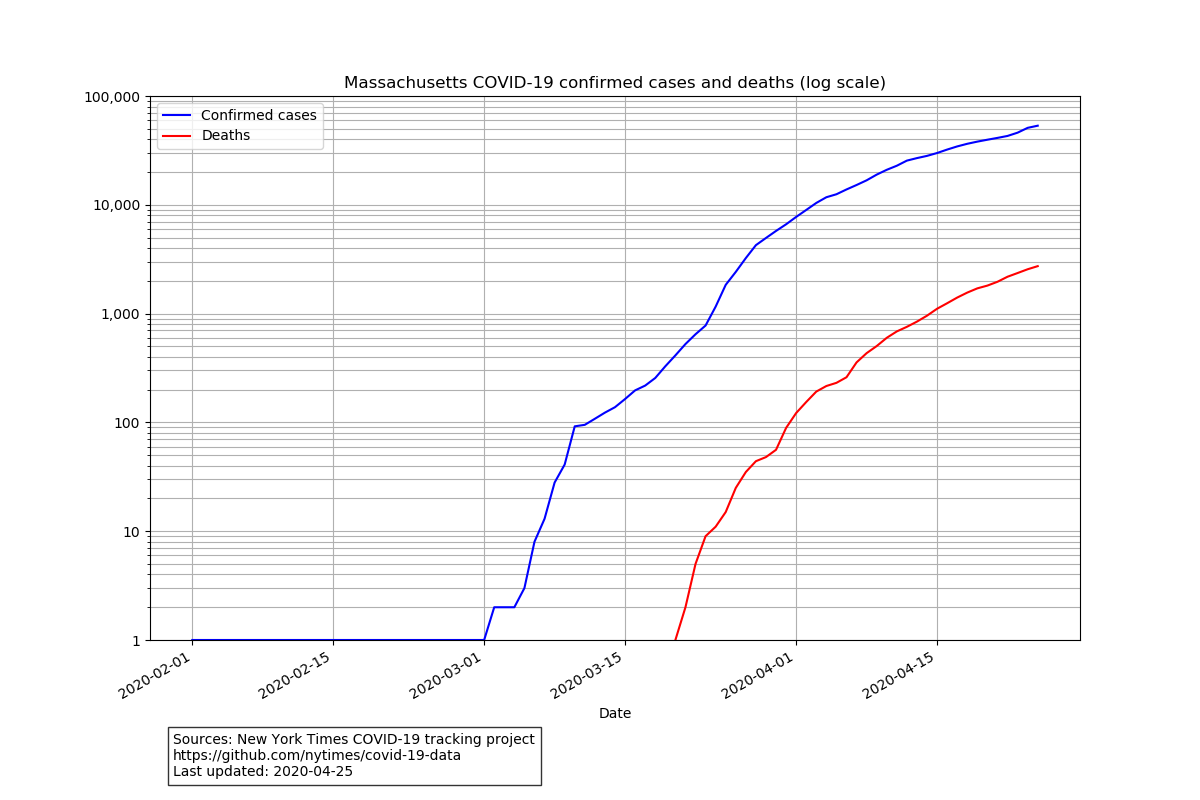 Massachusetts COVID-19 confirmed cases and deaths (log scale)
100,000
10,000
1,000
100
10
1
Confirmed cases
Deaths
2020-02-01
2020-02-15
2020-03-01
2020-03-15
2020-04-01
2020-04-15
Date
Sources: New York Times COVID-19 tracking project
https://github.com/nytimes/covid-19-data
Last updated: 2020-04-25